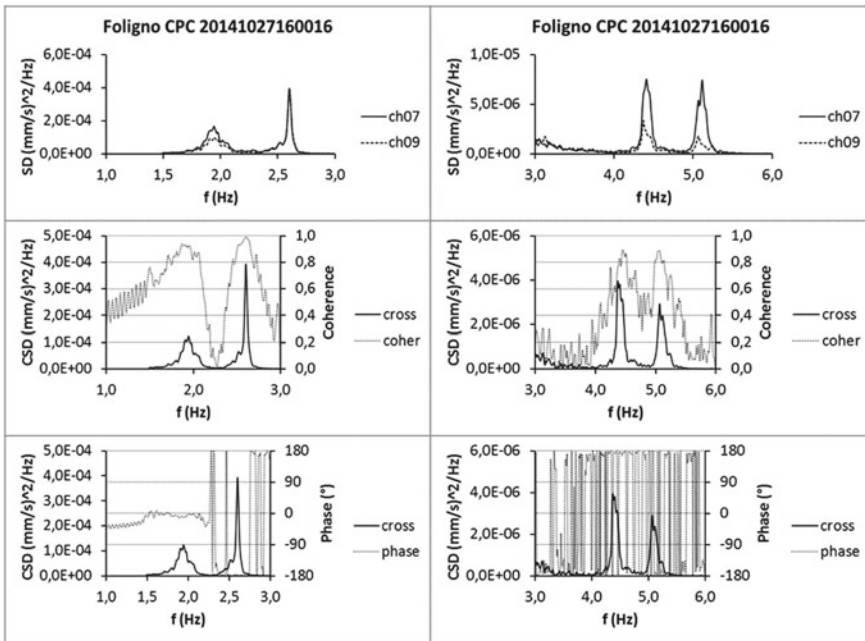 Foligno CPC 20141027160016
SD (mm/s)^2/Hz
6,0E-04
4,0E-04
2,0E-04
0,0E+00
1,0 1,5 2,0 2,5 3,0
f (Hz)
ch07
ch09
Foligno CPC 20141027160016
SD (mm/s)^2/Hz
1,0E-05
5,0E-06
0,0E+00
3,0 4,0 5,0 6,0
f (Hz)
ch07
ch09
CSD (mm/s)^2/Hz
5,0E-04
4,0E-04
3,0E-04
2,0E-04
1,0E-04
0,0E+00
1,0 2,0 3,0
f (Hz)
1,0
0,8
0,6
0,4
0,2
0,0
Coherence
cross
coher
CSD (mm/s)^2/Hz
6,0E-06
4,0E-06
2,0E-06
0,0E+00
3,0 4,0 5,0 6,0
f (Hz)
1,0
0,9
0,8
0,7
0,6
0,5
0,4
0,3
0,2
0,1
0,0
Coherence
cross
coher
CSD (mm/s)^2/Hz
5,0E-04
4,0E-04
3,0E-04
2,0E-04
1,0E-04
0,0E+00
1,0 1,5 2,0 2,5 3,0
f (Hz)
180
90
0
-90
-180
Phase (°)
cross
phase
CSD (mm/s)^2/Hz
6,0E-06
4,0E-06
2,0E-06
0,0E+00
3,0 4,0 5,0 6,0
f (Hz)
180
90
0
-90
-180
Phase (°)
cross
phase